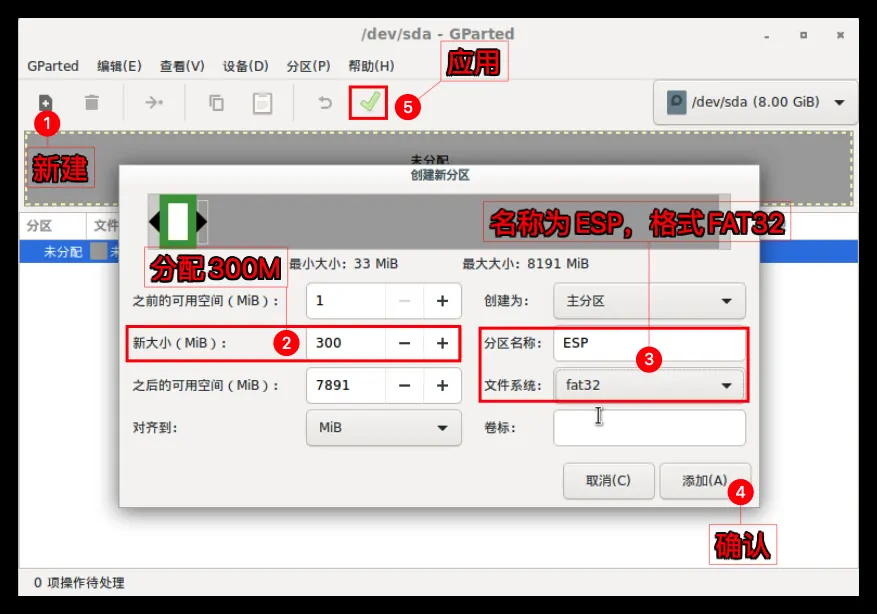 /dev/sda - GParted
GParted 编辑(E) 查看(V) 设备(D) 分区(P) 帮助(H)
应用
5
/dev/sda (8.00 GiB)
1
新建
未分配
创建新分区
名称为 ESP，格式 FAT32
分区 文件
未分配 未
分配 300M
最小大小：33 MiB 最大大小：8191 MiB
之前的可用空间（MiB）： 1 创建为： 主分区
新大小（MiB）： 2 300 分区名称： ESP
3
之后的可用空间（MiB）： 7891 文件系统： fat32
对齐到： MiB 卷标：
取消(C) 添加(A)
4
确认
0 项操作待处理